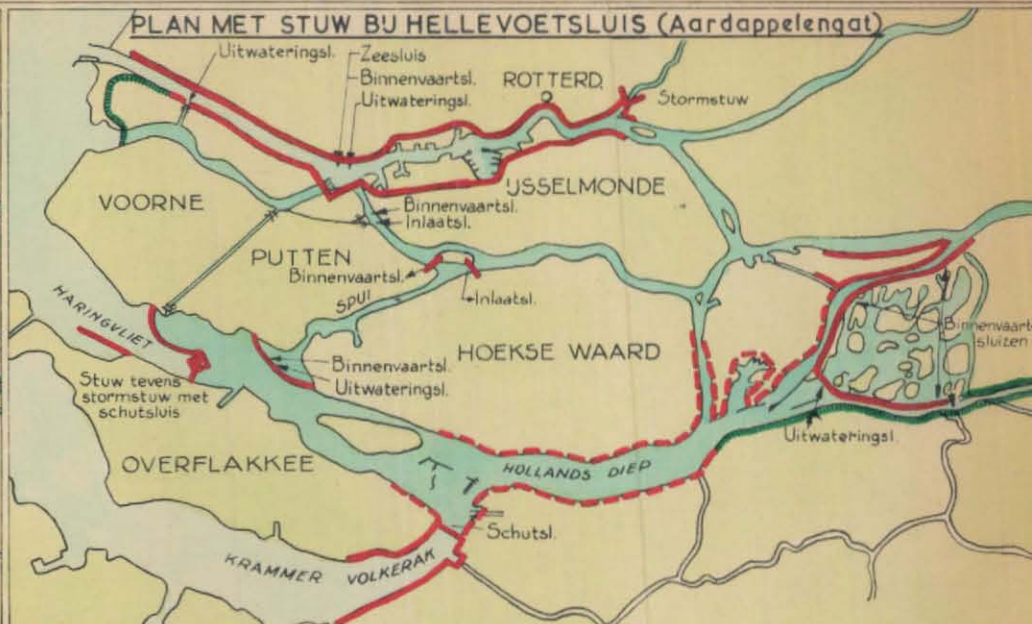 PLAN MET STUW BIJ HELLEVOETSLUIS (Aardappelengat)
Uitwateringsl.
Zeesluis
Binnenvaartsl.
Uitwateringsl.
ROTTERD.
Stormstuw
VOORNE
IJSSELMONDE
Binnenvaartsl.
Inlaatsl.
PUTTEN
Binnenvaartsl.
Inlaatsl.
SPUI
HARINGVLIET
Binnenvaart
sluizen
HOEKSE WAARD
Binnenvaartsl.
Uitwateringsl.
Stuw tevens
stormstuw met
schutsluis
Uitwateringsl.
OVERFLAKKEE
HOLLANDS DIEP
Schutsl.
KRAMMER VOLKERAK